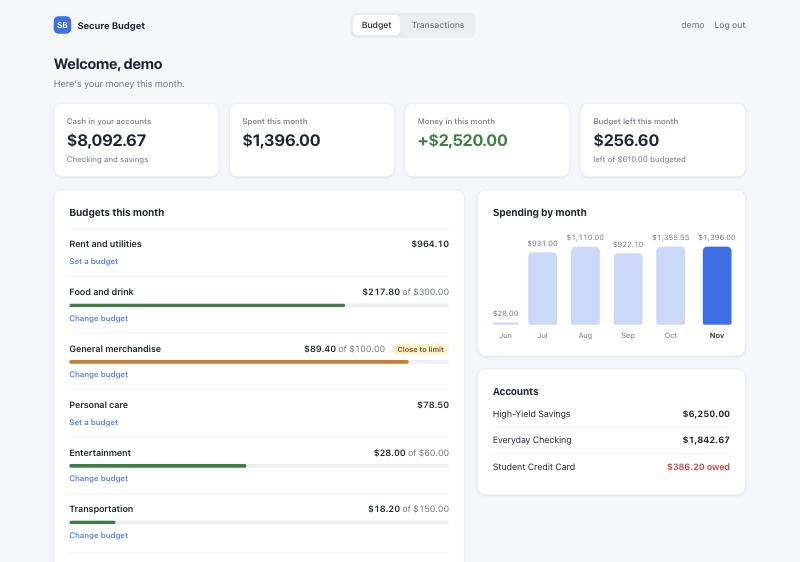 SB Secure Budget
Budget Transactions
demo Log out
Welcome, demo
Here's your money this month.
Cash in your accounts
$8,092.67
Checking and savings
Spent this month
$1,396.00
Money in this month
+$2,520.00
Budget left this month
$256.60
left of $610.00 budgeted
Budgets this month
Rent and utilities $964.10
Set a budget
Food and drink $217.80 of $300.00
Change budget
General merchandise $89.40 of $100.00 Close to limit
Change budget
Personal care $78.50
Set a budget
Entertainment $28.00 of $60.00
Change budget
Transportation $18.20 of $150.00
Change budget
Spending by month
$28.00 $931.00 $1,110.00 $922.10 $1,355.55 $1,396.00
Jun Jul Aug Sep Oct Nov
Accounts
High-Yield Savings $6,250.00
Everyday Checking $1,842.67
Student Credit Card $386.20 owed